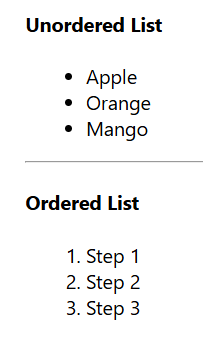 Unordered List
• Apple
• Orange
• Mango
Ordered List
1. Step 1
2. Step 2
3. Step 3